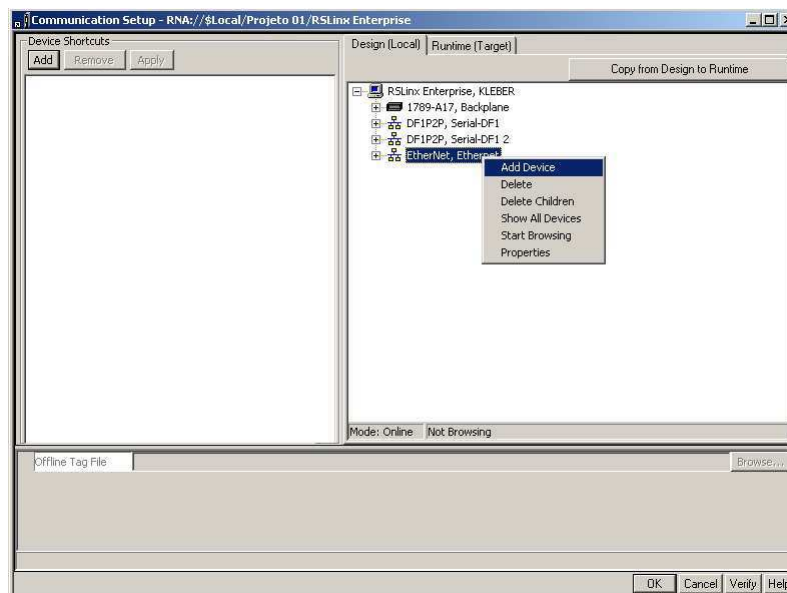 Communication Setup - RNA://$Local/Projeto 01/RSLinx Enterprise
Device Shortcuts
Add Remove Apply
Design (Local) Runtime (Target)
Copy from Design to Runtime
RSLinx Enterprise, KLEBER
1789-A17, Backplane
DF1P2P, Serial-DF1
DF1P2P, Serial-DF1 2
EtherNet, Ethernet
Add Device
Delete
Delete Children
Show All Devices
Start Browsing
Properties
Mode: Online Not Browsing
Offline Tag File Browse...
OK Cancel Verify Help